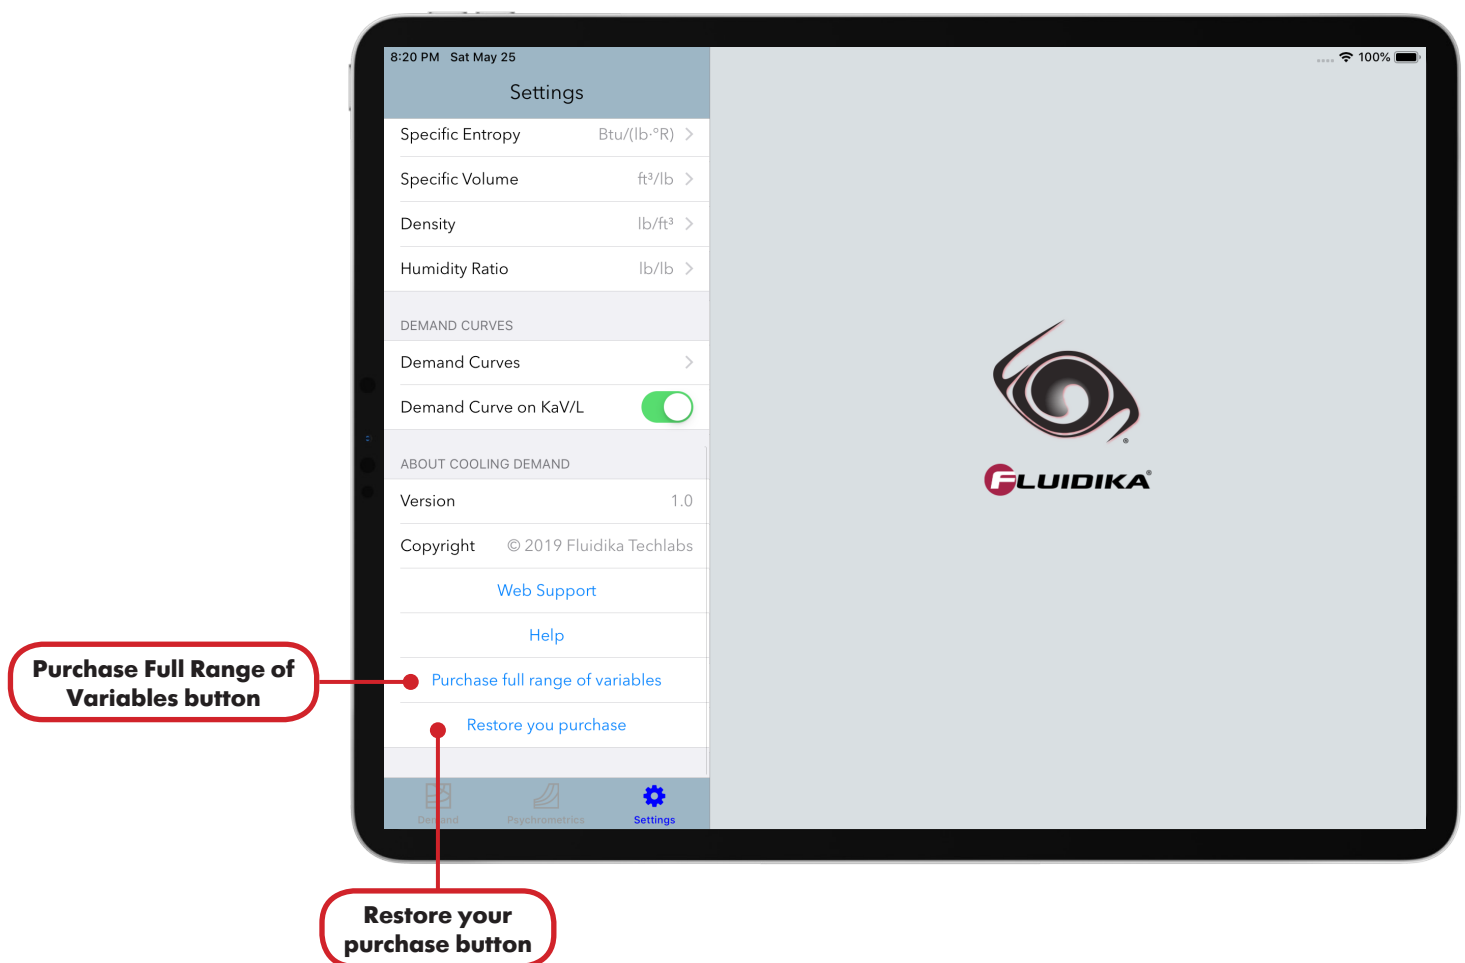 8:20 PM Sat May 25
100%
Settings
Specific Entropy Btu/(lb·ºR)
Specific Volume ft³/lb
Density lb/ft³
Humidity Ratio lb/lb
DEMAND CURVES
Demand Curves
Demand Curve on KaV/L
ABOUT COOLING DEMAND
Version 1.0
Copyright © 2019 Fluidika Techlabs
Web Support
Help
Purchase full range of variables
Restore you purchase
Demand Psychrometrics Settings
®
FLUIDIKA®
Purchase Full Range of
Variables button
Restore your
purchase button